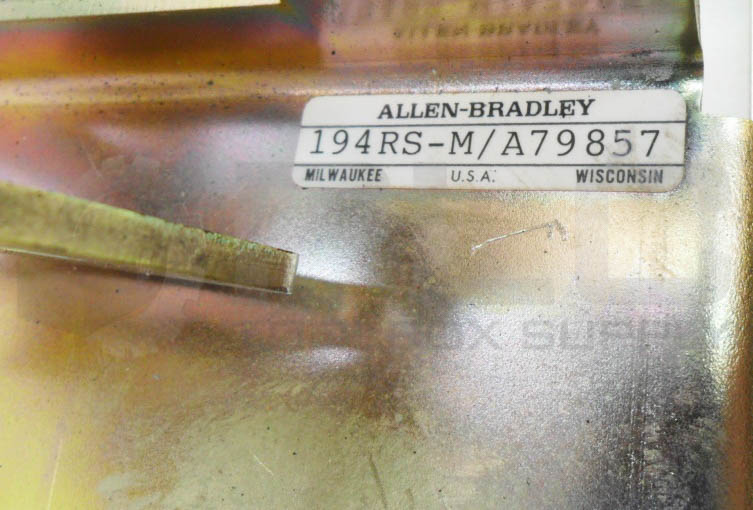 ALLEN-BRADLEY
194RS-M/A79857
MILWAUKEE U.S.A. WISCONSIN